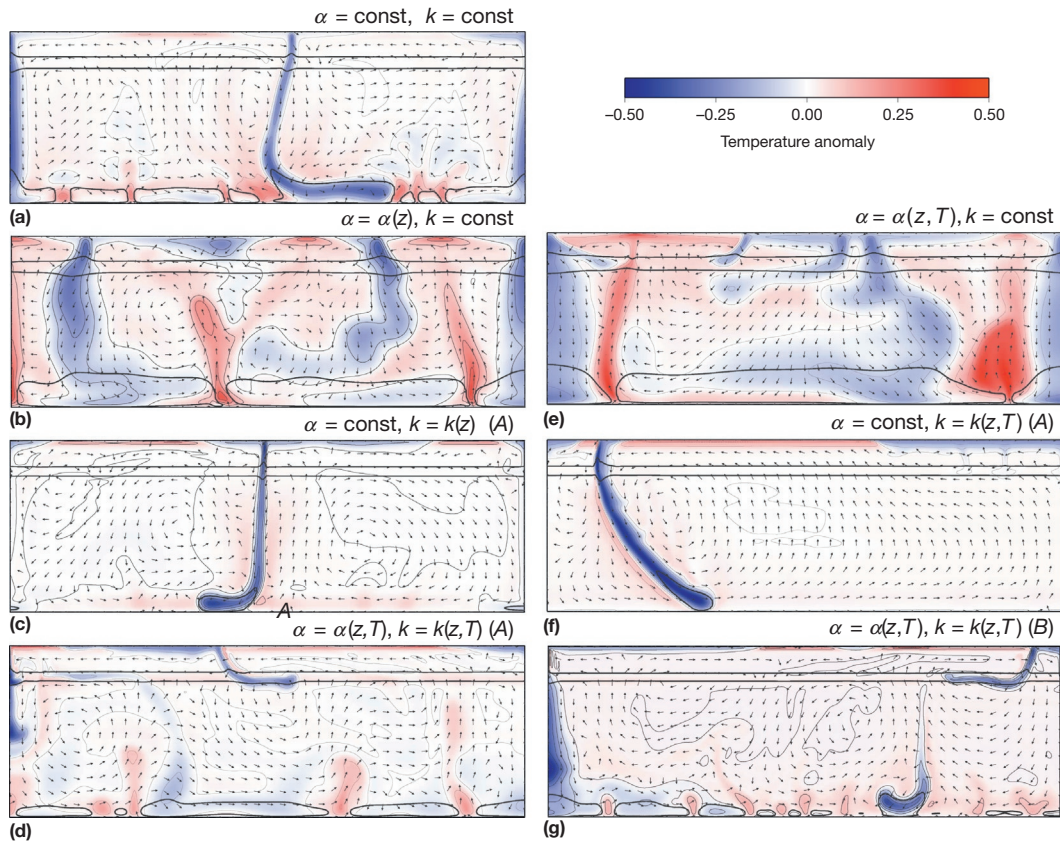 α = const, k = const
−0.50 −0.25 0.00 0.25 0.50
Temperature anomaly
(a)
α = α(z), k = const
α = α(z, T), k = const
(b)
(e)
α = const, k = k(z) (A)
α = const, k = k(z,T) (A)
A
(c)
(f)
α = α(z,T), k = k(z,T) (A)
α = α(z,T), k = k(z,T) (B)
(d)
(g)